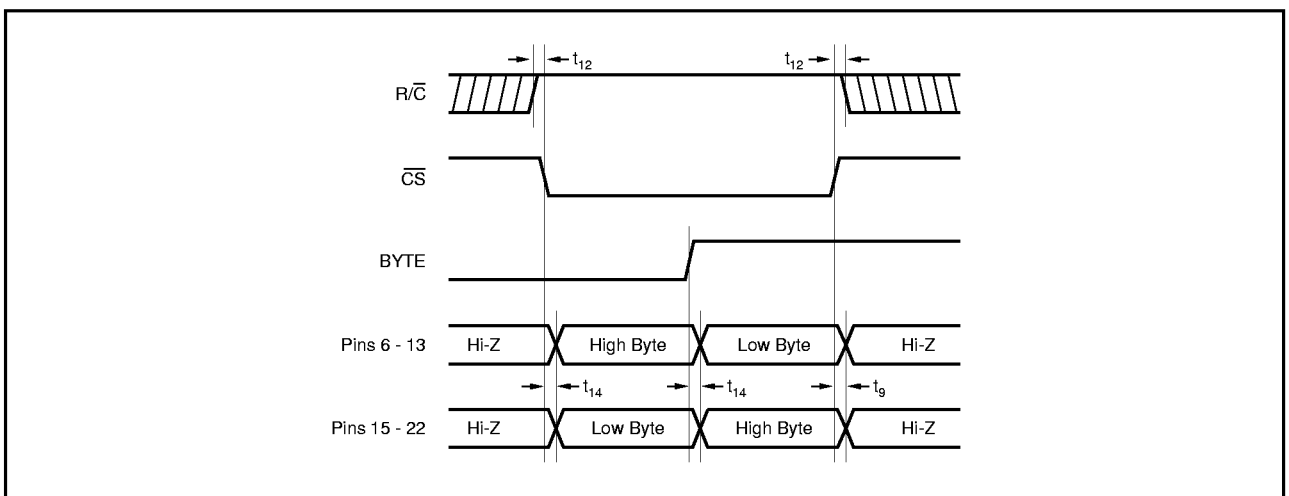 t₁₂ t₁₂
R/C̅
C̅S̅
BYTE
Pins 6 - 13 Hi-Z High Byte Low Byte Hi-Z
t₁₄ t₁₄ t₉
Pins 15 - 22 Hi-Z Low Byte High Byte Hi-Z